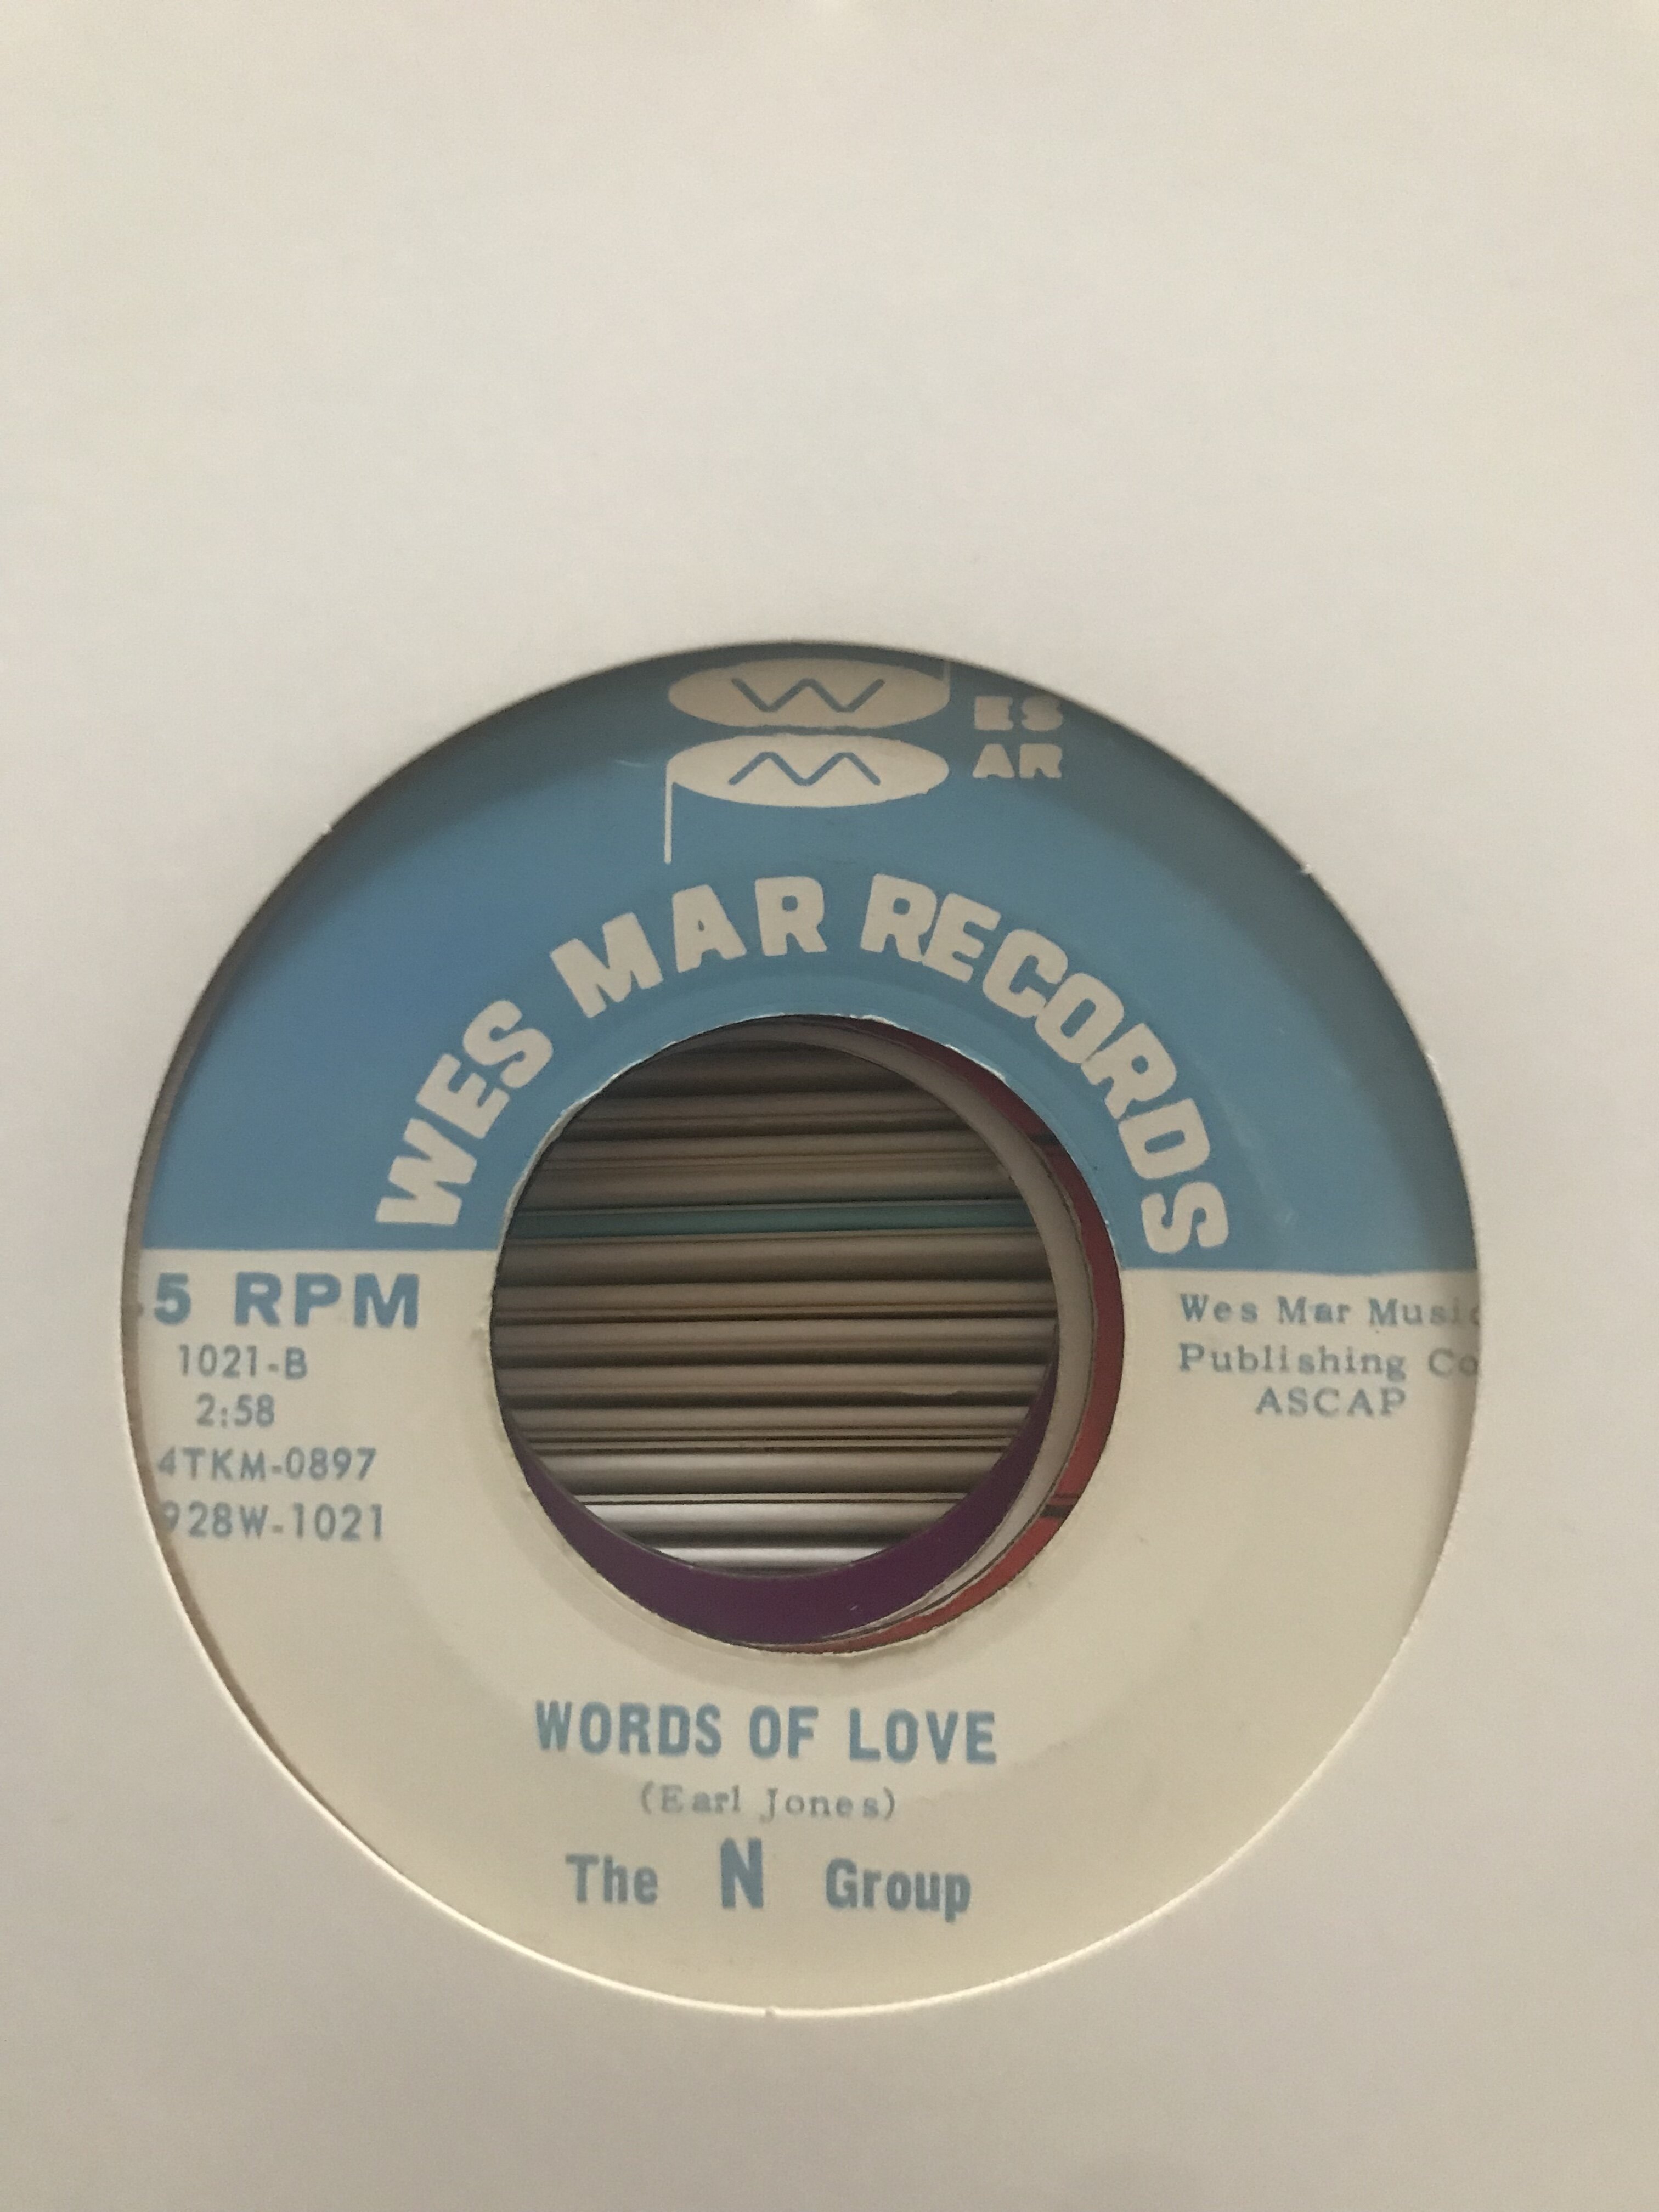 W ES
M AR
WES MAR RECORDS
5 RPM
1021-B
2:58
4TKM-0897
928W-1021
Wes Mar Music
Publishing Co
ASCAP
WORDS OF LOVE
(Earl Jones)
The N Group